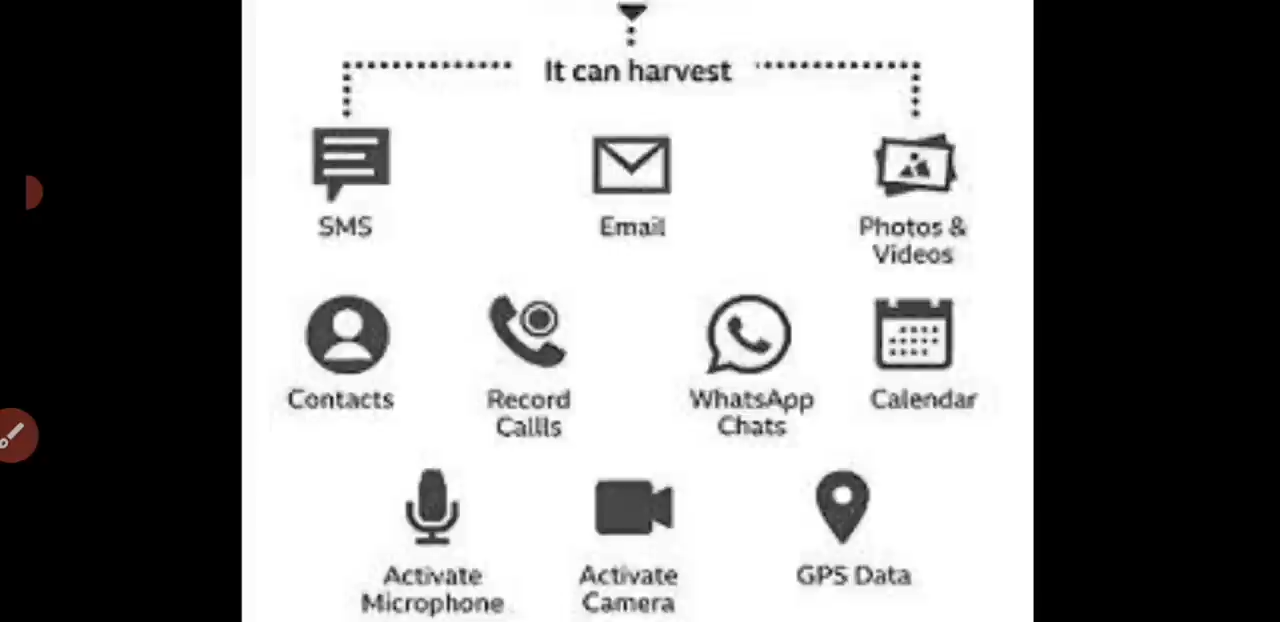 It can harvest
SMS
Email
Photos &
Videos
Contacts
Record
Callls
WhatsApp
Chats
Calendar
Activate
Microphone
Activate
Camera
GPS Data